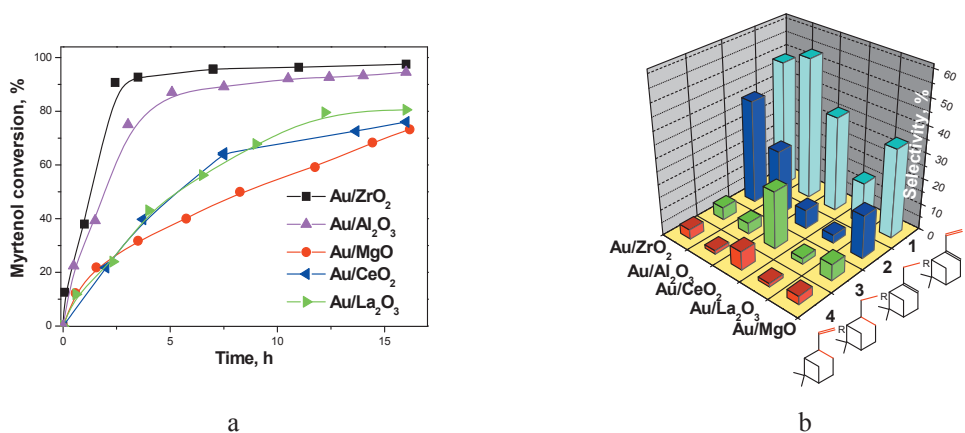 100
80
60
40
20
0
0
5
10
15
Myrtenol conversion, %
Time, h
Au/ZrO₂
Au/Al₂O₃
Au/MgO
Au/CeO₂
Au/La₂O₃
a
60
50
40
30
20
10
0
Selectivity, %
Au/ZrO₂
Au/Al₂O₃
Au/CeO₂
Au/La₂O₃
Au/MgO
1
2
3
4
R
R
R
b